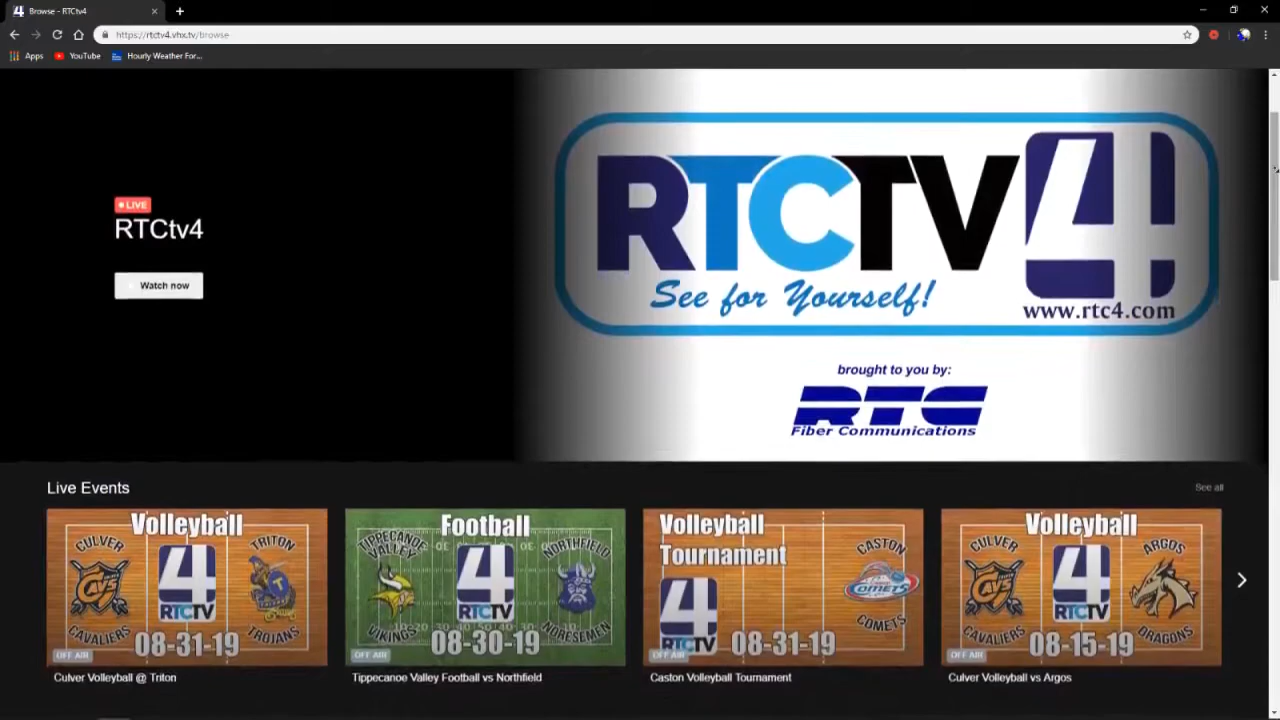 Browse - RTCtv4
https://rtctv4.vhx.tv/browse
Apps
YouTube
Hourly Weather For...
LIVE
RTCtv4
Watch now
RTCTV4
See for Yourself!
www.rtc4.com
brought to you by:
RTC
Fiber Communications
Live Events
See all
Volleyball
CULVER
CAVALIERS
CAVS
4
RTCTV
TRITON
T
TROJANS
08-31-19
OFF AIR
Culver Volleyball @ Triton
Football
TIPPECANOE VALLEY
VIKINGS
4
RTCTV
NORTHFIELD
NORSEMEN
08-30-19
OFF AIR
Tippecanoe Valley Football vs Northfield
Volleyball
Tournament
4
RTCTV
CASTON
COMETS
COMETS
08-31-19
OFF AIR
Caston Volleyball Tournament
Volleyball
CULVER
CAVALIERS
CAVS
4
RTCTV
ARGOS
DRAGONS
08-15-19
OFF AIR
Culver Volleyball vs Argos